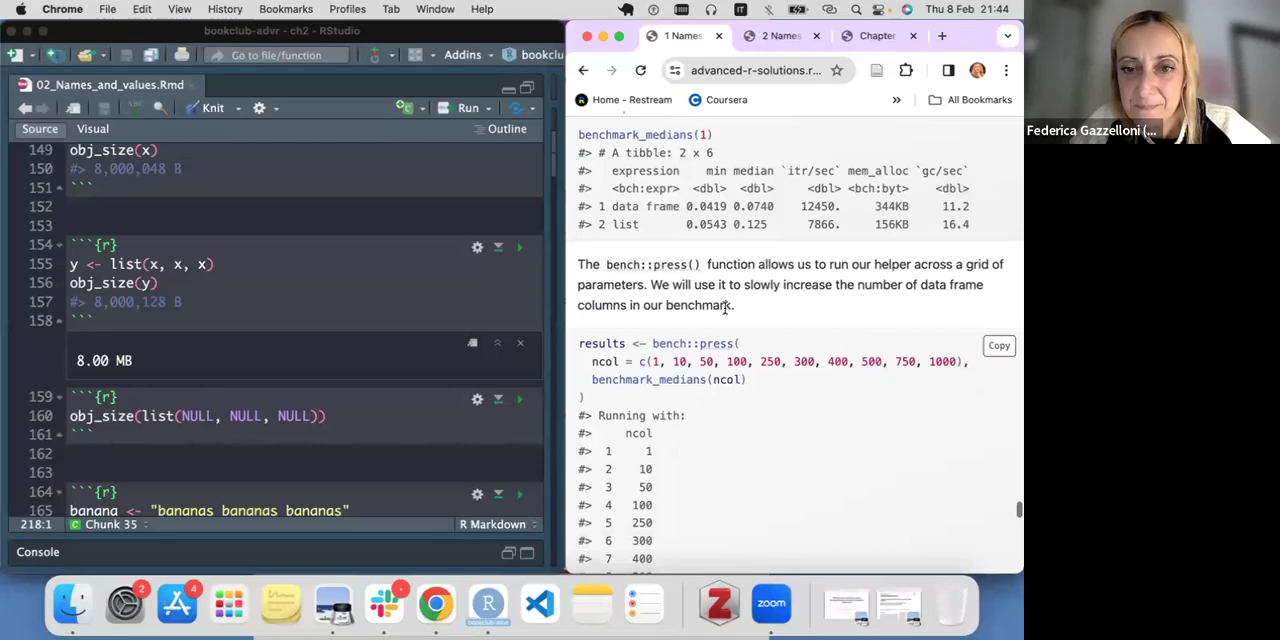 Chrome File Edit View History Bookmarks Profiles Tab Window Help IT Thu 8 Feb 21:44
bookclub-advr - ch2 - RStudio
Go to file/function Addins bookclu
02_Names_and_values.Rmd
Knit Run
Source Visual Outline
149 obj_size(x)
150 #> 8,000,048 B
151 ```
152
153
154 ```{r}
155 y <- list(x, x, x)
156 obj_size(y)
157 #> 8,000,128 B
158 ```
8.00 MB
159 ```{r}
160 obj_size(list(NULL, NULL, NULL))
161 ```
162
163
164 ```{r}
165 banana <- "bananas bananas bananas"
218:1 Chunk 35 R Markdown
Console
1 Names 2 Names Chapter
advanced-r-solutions.r...
Home - Restream Coursera » All Bookmarks
benchmark_medians(1)
#> # A tibble: 2 x 6
#> expression min median `itr/sec` mem_alloc `gc/sec`
#> <bch:expr> <dbl> <dbl> <dbl> <bch:byt> <dbl>
#> 1 data frame 0.0419 0.0740 12450. 344KB 11.2
#> 2 list 0.0543 0.125 7866. 156KB 16.4
The bench::press() function allows us to run our helper across a grid of
parameters. We will use it to slowly increase the number of data frame
columns in our benchmark.
Copy
results <- bench::press(
ncol = c(1, 10, 50, 100, 250, 300, 400, 500, 750, 1000),
benchmark_medians(ncol)
)
#> Running with:
#> ncol
#> 1 1
#> 2 10
#> 3 50
#> 4 100
#> 5 250
#> 6 300
#> 7 400
Federica Gazzelloni (...
2
4
R
bookclub-advr
Z
zoom